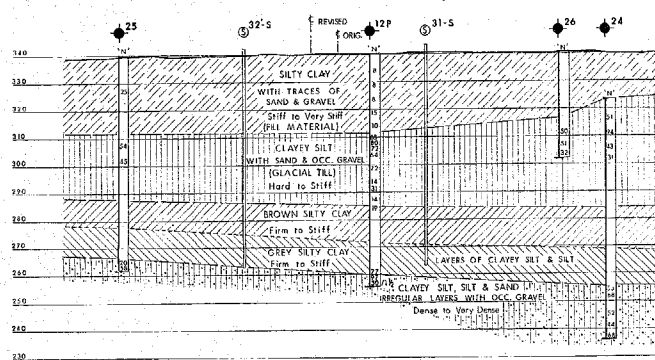 25
32'-S
℄ REVISED
℄ ORIG.
12P
31-S
26
24
'N'
'N'
'N'
'N'
340
330
320
310
300
290
280
270
260
250
240
230
SILTY CLAY
WITH TRACES OF
SAND & GRAVEL
Stiff to Very Stiff
(FILL MATERIAL)
CLAYEY SILT
WITH SAND & OCC. GRAVEL
(GLACIAL TILL)
Hard to Stiff
BROWN SILTY CLAY
Firm to Stiff
GREY SILTY CLAY
Firm to Stiff
LAYERS OF CLAYEY SILT & SILT
CLAYEY SILT, SILT & SAND
IRREGULAR LAYERS WITH OCC. GRAVEL
Dense to Very Dense